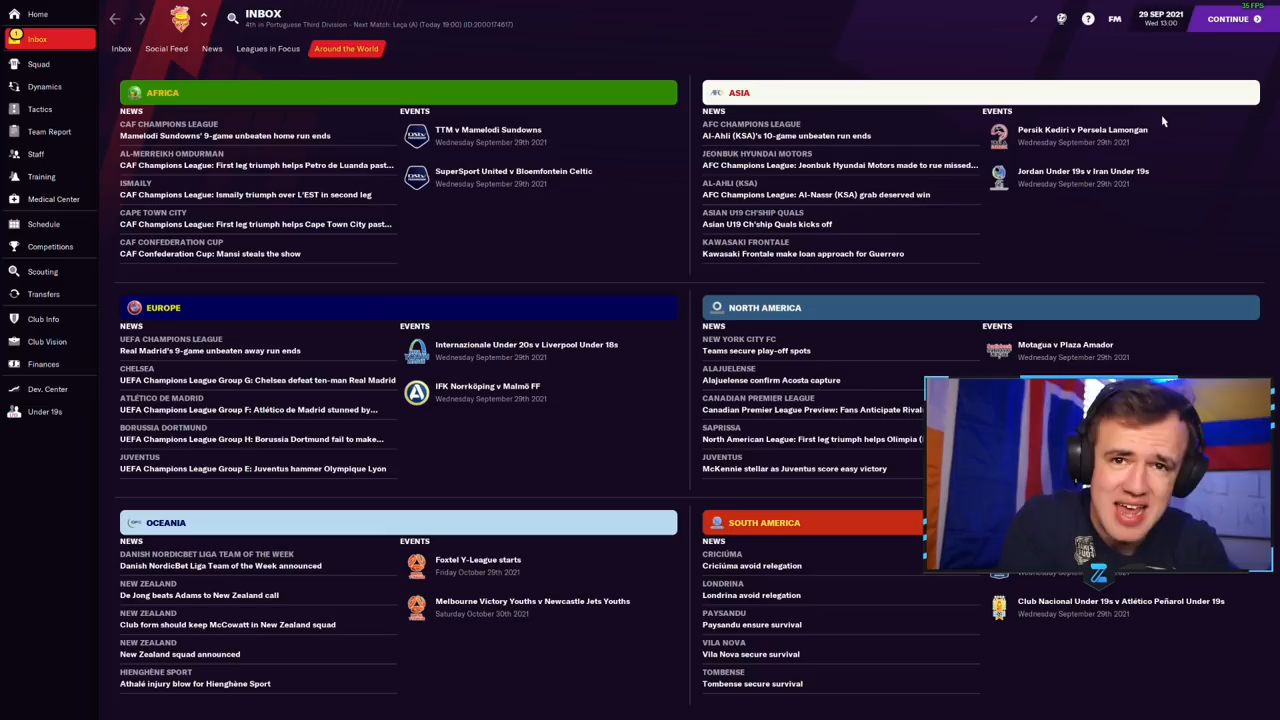 35 FPS
Home
Inbox
Squad
Dynamics
Tactics
Team Report
Staff
Training
Medical Center
Schedule
Competitions
Scouting
Transfers
Club Info
Club Vision
Finances
Dev. Center
Under 19s
1
INBOX
4th in Portuguese Third Division - Next Match: Leça (A) (Today 19:00) (ID:2000174617)
FM
29 SEP 2021
Wed 13:00
CONTINUE
Inbox Social Feed News Leagues in Focus Around the World
AFRICA
NEWS
CAF CHAMPIONS LEAGUE
Mamelodi Sundowns' 9-game unbeaten home run ends
AL-MERREIKH OMDURMAN
CAF Champions League: First leg triumph helps Petro de Luanda past...
ISMAILY
CAF Champions League: Ismaily triumph over L'EST in second leg
CAPE TOWN CITY
CAF Champions League: First leg triumph helps Cape Town City past...
CAF CONFEDERATION CUP
CAF Confederation Cup: Mansi steals the show
EVENTS
TTM v Mamelodi Sundowns
Wednesday September 29th 2021
SuperSport United v Bloemfontein Celtic
Wednesday September 29th 2021
ASIA
NEWS
AFC CHAMPIONS LEAGUE
Al-Ahli (KSA)'s 10-game unbeaten run ends
JEONBUK HYUNDAI MOTORS
AFC Champions League: Jeonbuk Hyundai Motors made to rue missed...
AL-AHLI (KSA)
AFC Champions League: Al-Nassr (KSA) grab deserved win
ASIAN U19 CH'SHIP QUALS
Asian U19 Ch'ship Quals kicks off
KAWASAKI FRONTALE
Kawasaki Frontale make loan approach for Guerrero
EVENTS
Persik Kediri v Persela Lamongan
Wednesday September 29th 2021
Jordan Under 19s v Iran Under 19s
Wednesday September 29th 2021
EUROPE
NEWS
UEFA CHAMPIONS LEAGUE
Real Madrid's 9-game unbeaten away run ends
CHELSEA
UEFA Champions League Group G: Chelsea defeat ten-man Real Madrid
ATLÉTICO DE MADRID
UEFA Champions League Group F: Atlético de Madrid stunned by...
BORUSSIA DORTMUND
UEFA Champions League Group H: Borussia Dortmund fail to make...
JUVENTUS
UEFA Champions League Group E: Juventus hammer Olympique Lyon
EVENTS
Internazionale Under 20s v Liverpool Under 18s
Wednesday September 29th 2021
IFK Norrköping v Malmö FF
Wednesday September 29th 2021
NORTH AMERICA
NEWS
NEW YORK CITY FC
Teams secure play-off spots
ALAJUELENSE
Alajuelense confirm Acosta capture
CANADIAN PREMIER LEAGUE
Canadian Premier League Preview: Fans Anticipate Rival
SAPRISSA
North American League: First leg triumph helps Olimpia (
JUVENTUS
McKennie stellar as Juventus score easy victory
EVENTS
Motagua v Plaza Amador
Wednesday September 29th 2021
OCEANIA
NEWS
DANISH NORDICBET LIGA TEAM OF THE WEEK
Danish NordicBet Liga Team of the Week announced
NEW ZEALAND
De Jong beats Adams to New Zealand call
NEW ZEALAND
Club form should keep McCowatt in New Zealand squad
NEW ZEALAND
New Zealand squad announced
HIENGHÈNE SPORT
Athalé injury blow for Hienghène Sport
EVENTS
Foxtel Y-League starts
Friday October 29th 2021
Melbourne Victory Youths v Newcastle Jets Youths
Saturday October 30th 2021
SOUTH AMERICA
NEWS
CRICIÚMA
Criciúma avoid relegation
LONDRINA
Londrina avoid relegation
PAYSANDU
Paysandu ensure survival
VILA NOVA
Vila Nova secure survival
TOMBENSE
Tombense secure survival
Wednesday September 29th 2021
Club Nacional Under 19s v Atlético Peñarol Under 19s
Wednesday September 29th 2021
Z